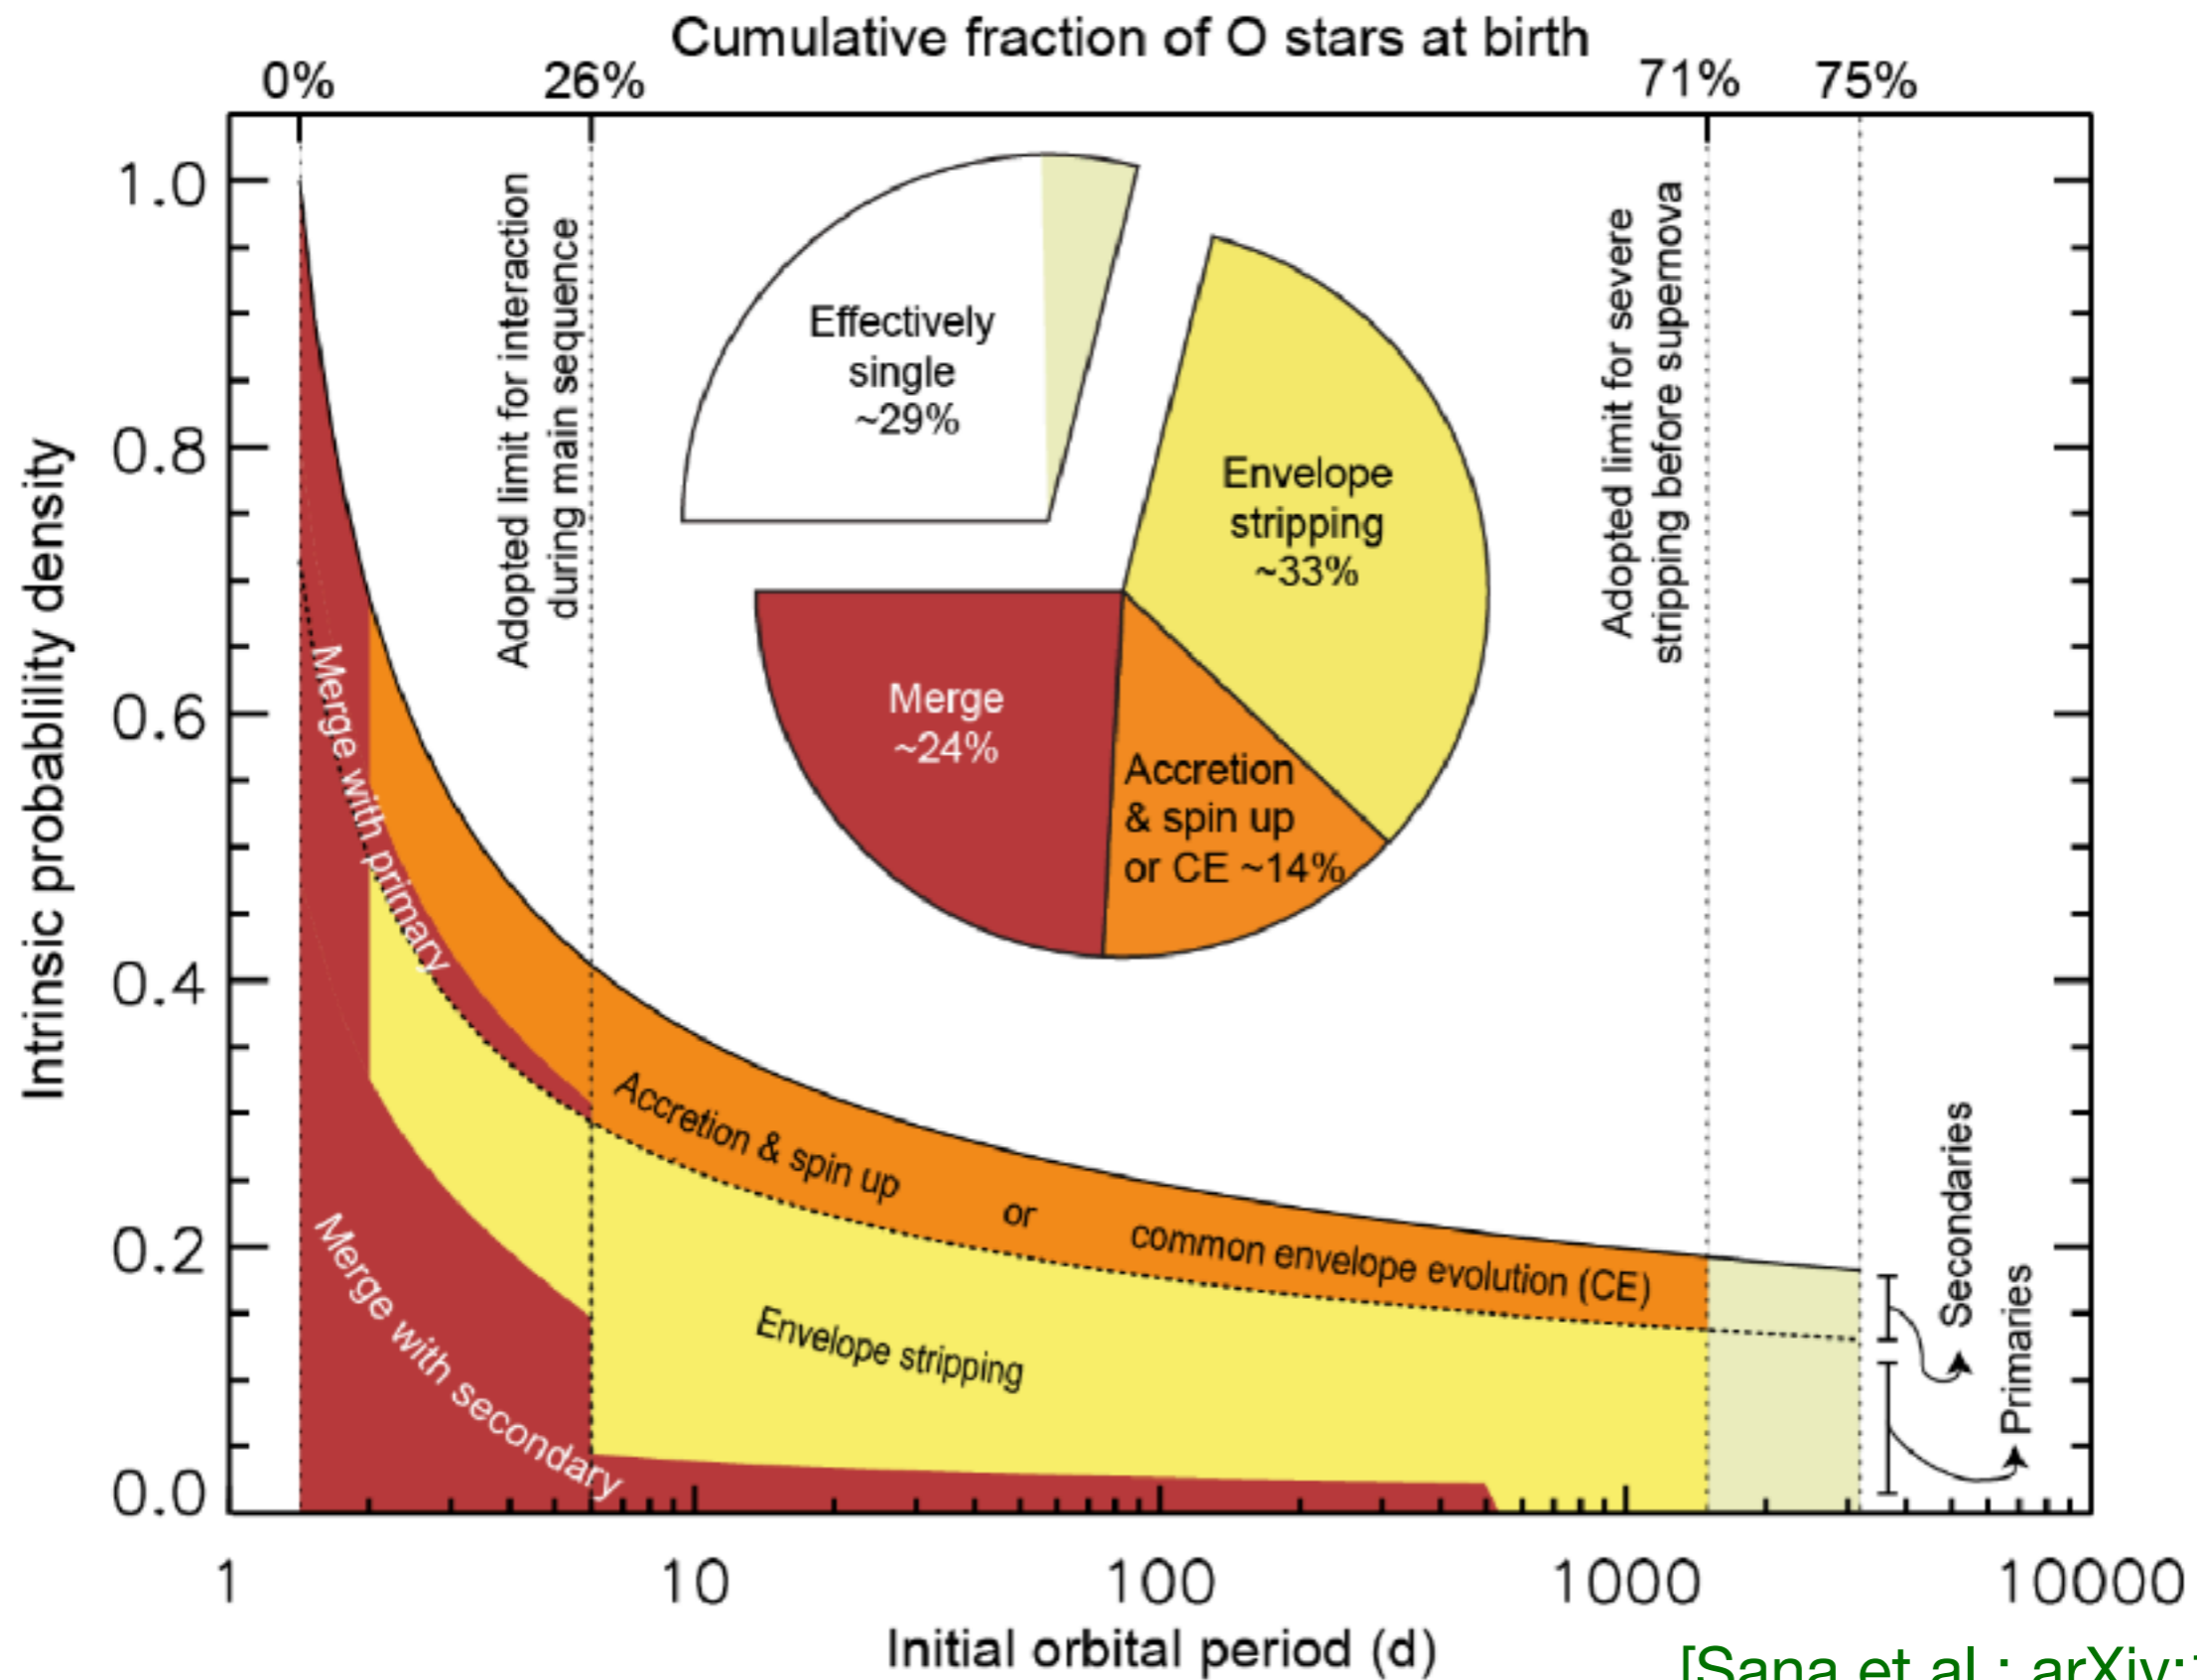 Cumulative fraction of O stars at birth
0% 26% 71% 75%
Intrinsic probablility density
1.0
0.8
0.6
0.4
0.2
0.0
Adopted limit for interaction
during main sequence
Effectively
single
~29%
Envelope
stripping
~33%
Merge
~24%
Accretion
& spin up
or CE ~14%
Adopted limit for severe
stripping before supernova
Merge with primary
Merge with secondary
Accretion & spin up or common envelope evolution (CE)
Envelope stripping
Secondaries
Primaries
1 10 100 1000 10000
Initial orbital period (d)
[Sana et al.; arXiv: